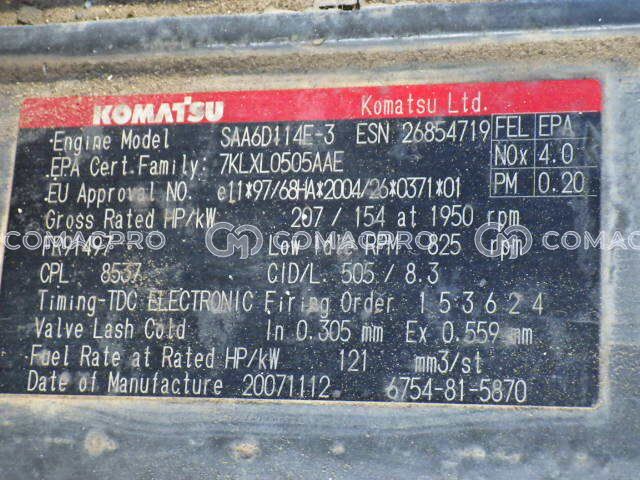 KOMATSU Komatsu Ltd.
Engine Model SAA6D114E-3 ESN 26854719 FEL EPA
EPA Cert.Family: 7KLXL0505AAE NOx 4.0
EU Approval NO. e11*97/68HA*2004/26*0371*01 PM 0.20
Gross Rated HP/kW 207 / 154 at 1950 rpm
FR91497 Low Idle RPM 825 rpm
COMACPRO CM COMACPRO CM COMAC
CPL 8537 CID/L. 505 / 8.3
Timing-TDC ELECTRONIC Firing Order 1 5 3 6 2 4
Valve Lash Cold In 0.305 mm Ex 0.559 mm
Fuel Rate at Rated HP/kW 121 mm3/st
Date of Manufacture 20071112 6754-81-5870